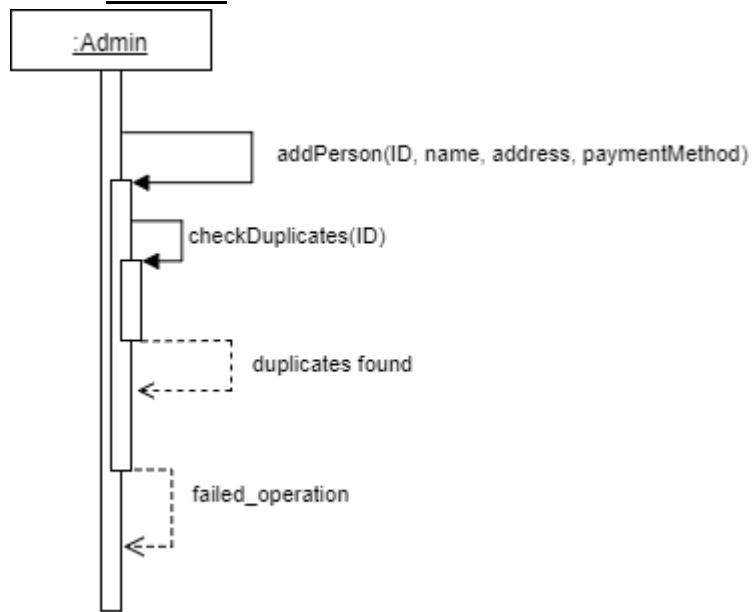 :Admin
addPerson(ID, name, address, paymentMethod)
checkDuplicates(ID)
duplicates found
failed_operation